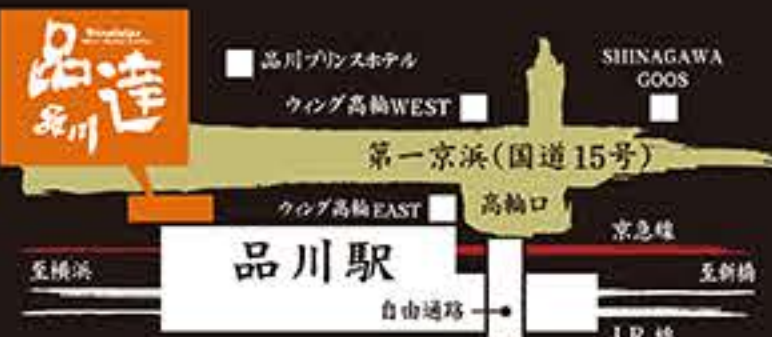 品達
品川
品川プリンスホテル
SHINAGAWA
GOOS
ウィング高輪WEST
第一京浜(国道15号)
ウィング高輪EAST
高輪口
京急線
品川駅
至横浜
至新橋
自由通路
JR線